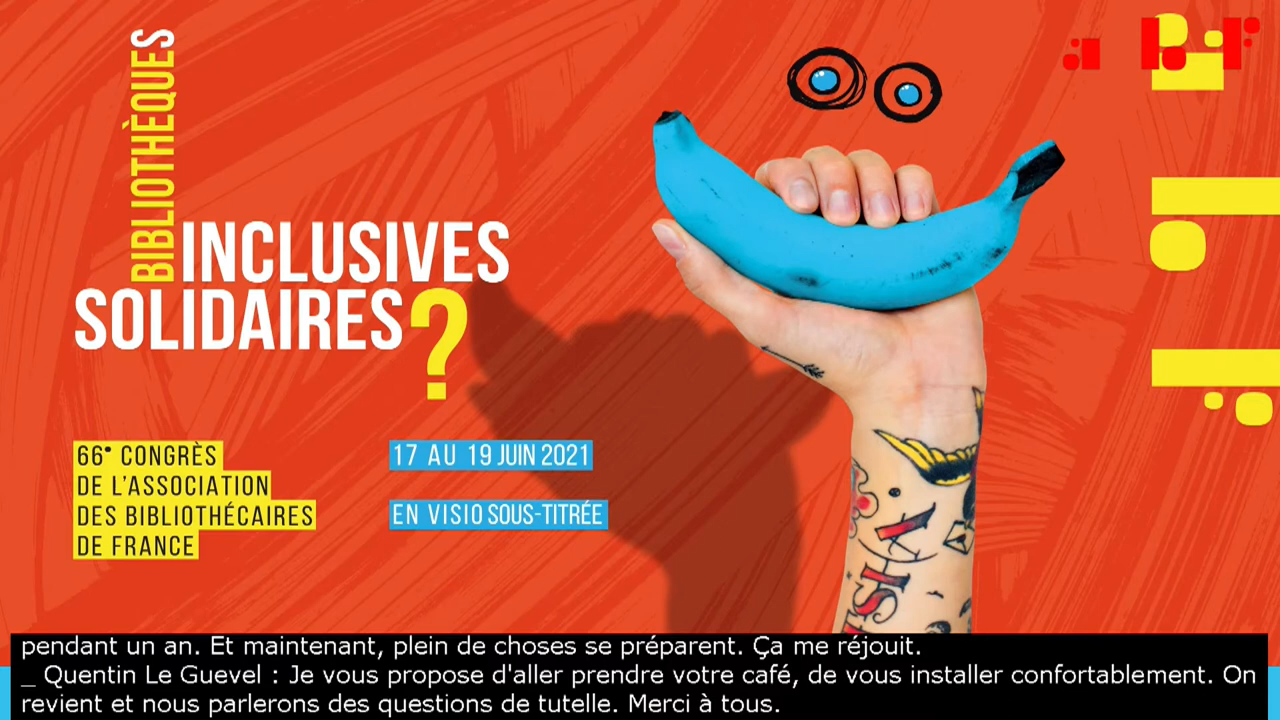 BIBLIOTHÈQUES
INCLUSIVES
SOLIDAIRES?
66e CONGRÈS
DE L'ASSOCIATION
DES BIBLIOTHÉCAIRES
DE FRANCE
17 AU 19 JUIN 2021
EN VISIO SOUS-TITRÉE
abf
pendant un an. Et maintenant, plein de choses se préparent. Ça me réjouit.
_ Quentin Le Guevel : Je vous propose d'aller prendre votre café, de vous installer confortablement. On
revient et nous parlerons des questions de tutelle. Merci à tous.